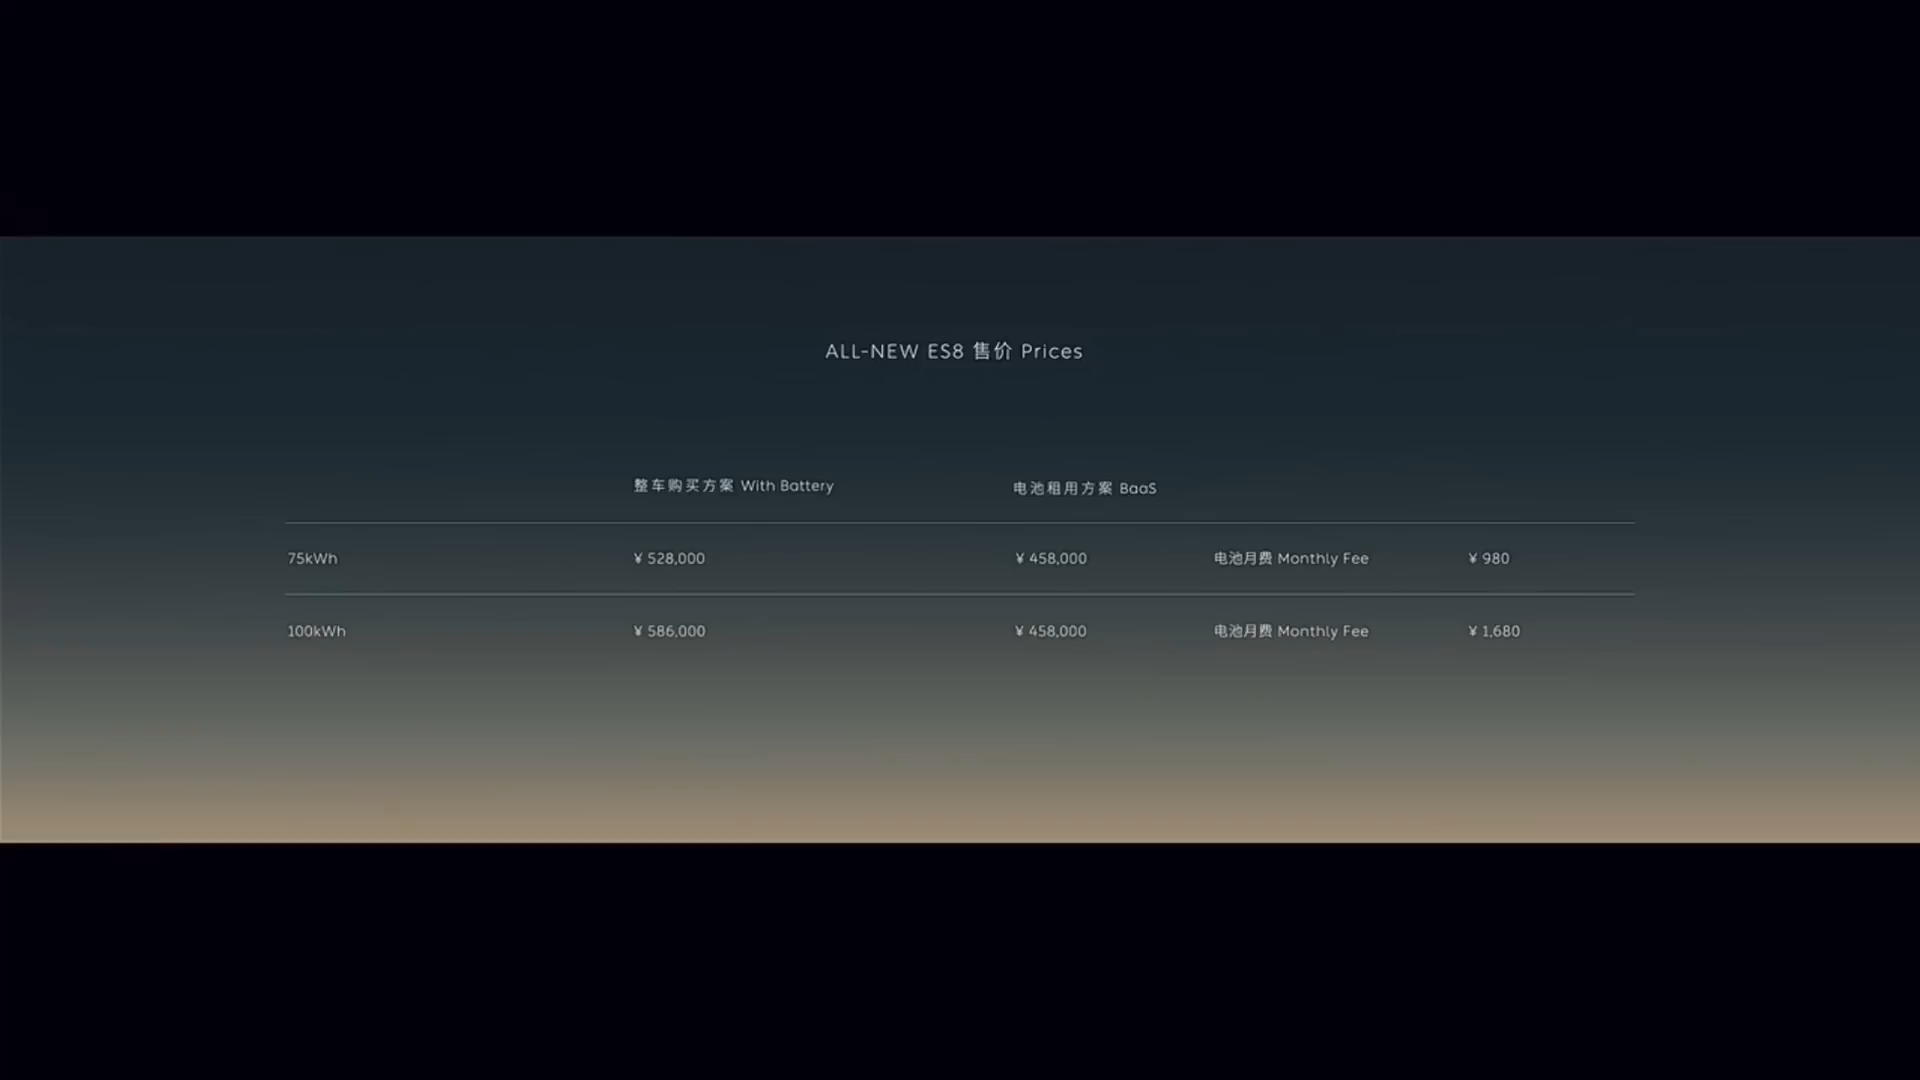 ALL-NEW ES8 售价 Prices
整车购买方案 With Battery 电池租用方案 BaaS
75kWh ¥ 528,000 ¥ 458,000 电池月费 Monthly Fee ¥ 980
100kWh ¥ 586,000 ¥ 458,000 电池月费 Monthly Fee ¥ 1,680